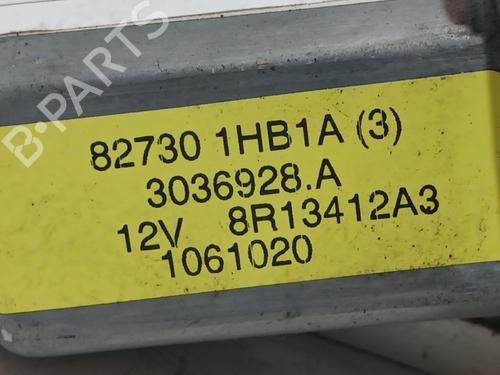 B-PARTS
82730 1HB1A (3)
3036928.A
12V 8R13412A3
1061020